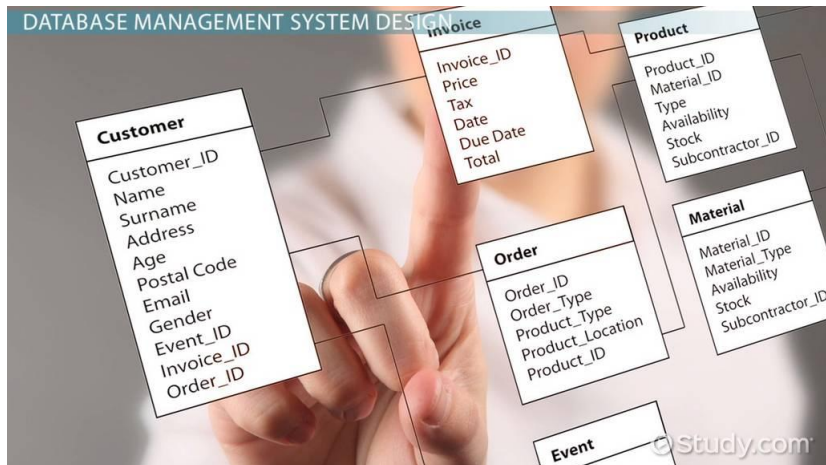 DATABASE MANAGEMENT SYSTEM DESIGN
Customer
Customer_ID
Name
Surname
Address
Age
Postal Code
Email
Gender
Event_ID
Invoice_ID
Order_ID
Invoice
Invoice_ID
Price
Tax
Date
Due Date
Total
Order
Order_ID
Order_Type
Product_Type
Product_Location
Product_ID
Product
Product_ID
Material_ID
Type
Availability
Stock
Subcontractor_ID
Material
Material_ID
Material_Type
Availability
Stock
Subcontractor_ID
Event
Study.com